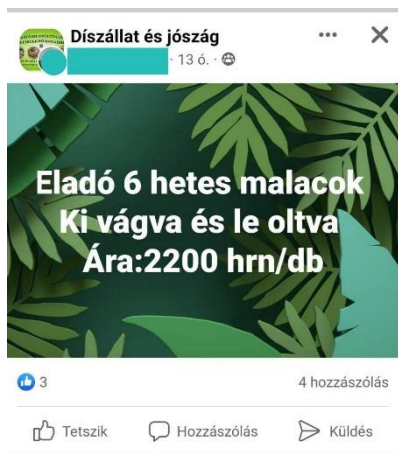 Díszállat és jószág
· 13 ó. ·
Eladó 6 hetes malacok
Ki vágva és le oltva
Ára:2200 hrn/db
3
4 hozzászólás
Tetszik
Hozzászólás
Küldés